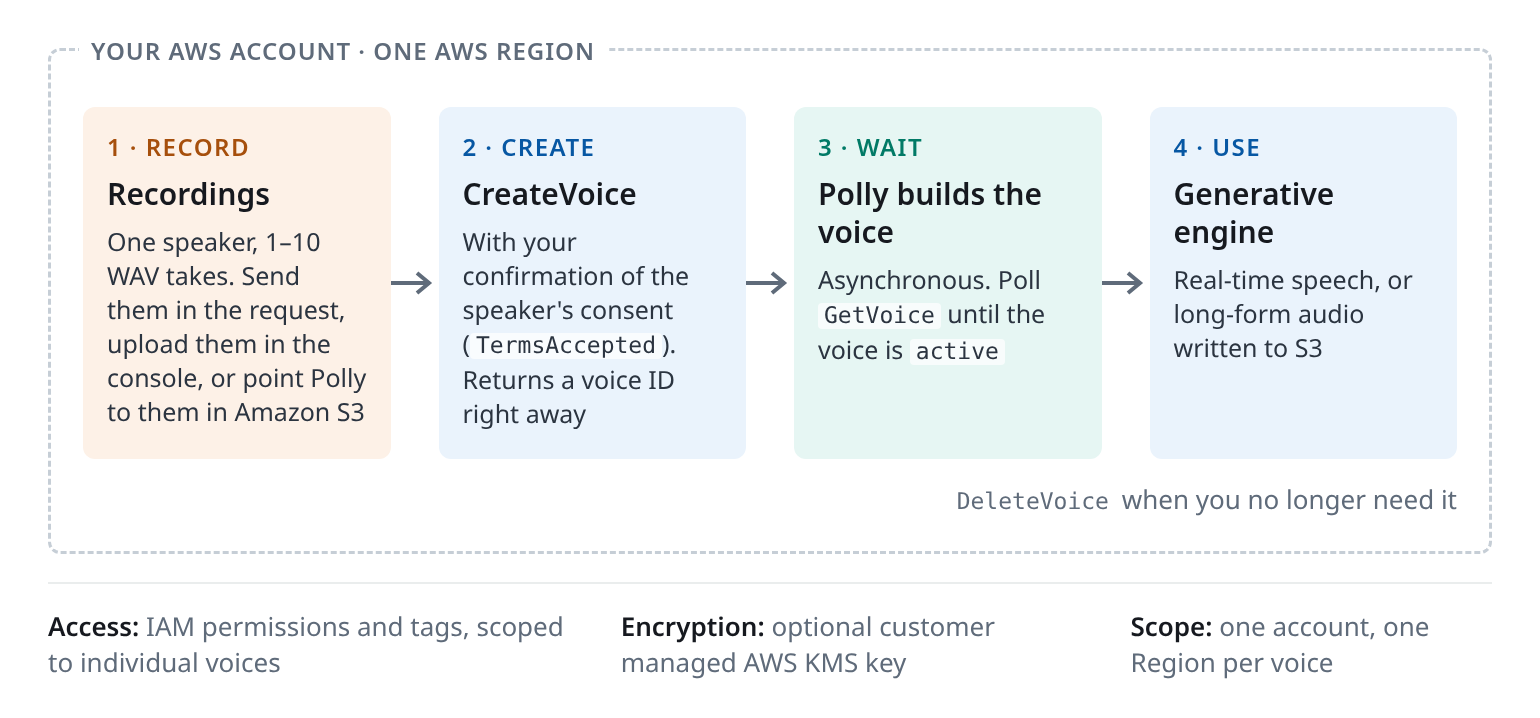 YOUR AWS ACCOUNT · ONE AWS REGION
1 · RECORD
Recordings
One speaker, 1–10
WAV takes. Send
them in the request,
upload them in the
console, or point Polly
to them in Amazon S3
2 · CREATE
CreateVoice
With your
confirmation of the
speaker's consent
(TermsAccepted).
Returns a voice ID
right away
3 · WAIT
Polly builds the
voice
Asynchronous. Poll
GetVoice until the
voice is active
4 · USE
Generative
engine
Real-time speech, or
long-form audio
written to S3
DeleteVoice when you no longer need it
Access: IAM permissions and tags, scoped
to individual voices
Encryption: optional customer
managed AWS KMS key
Scope: one account, one
Region per voice